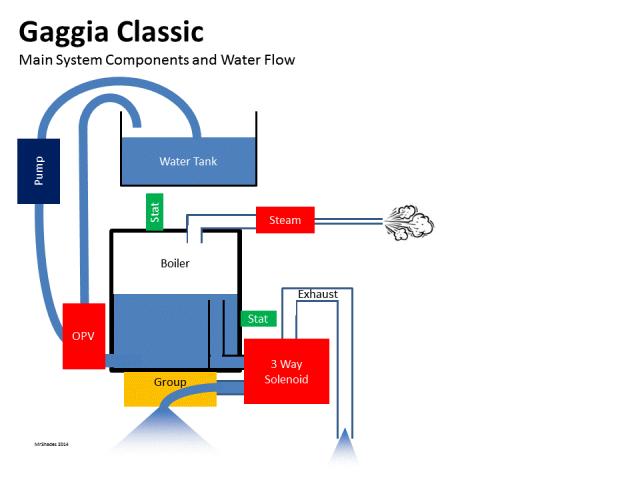 Gaggia Classic
Main System Components and Water Flow
Pump
Water Tank
Stat
Steam
Boiler
Exhaust
Stat
OPV
3 Way
Solenoid
Group
MrShades 2014